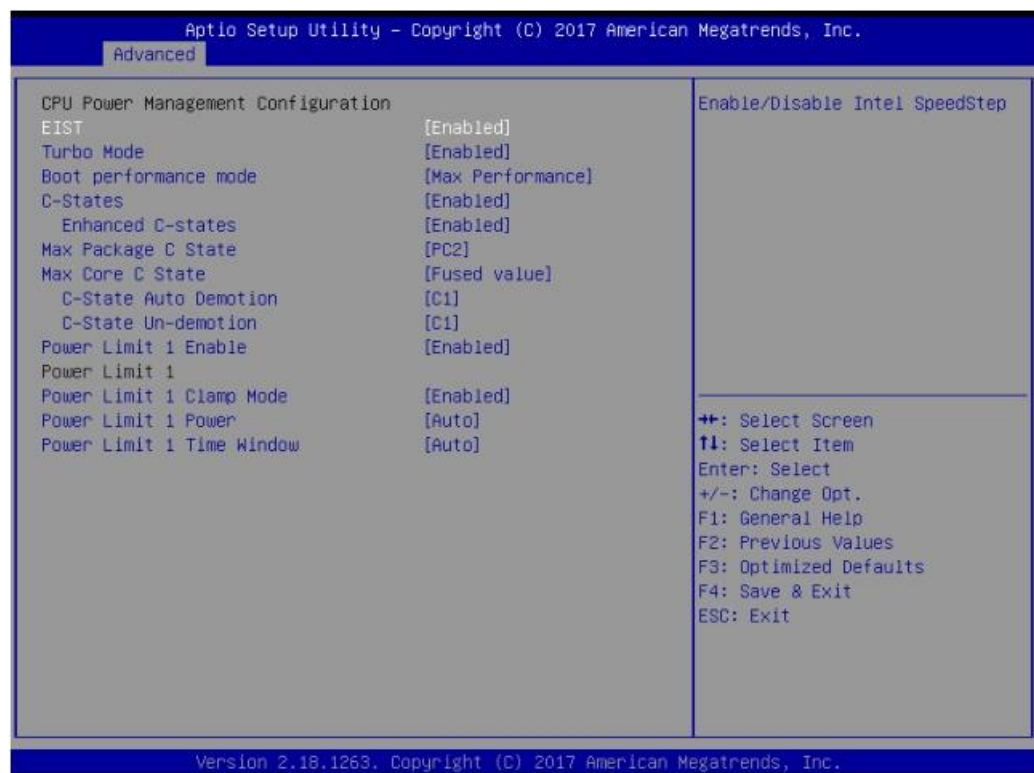 Aptio Setup Utility – Copyright (C) 2017 American Megatrends, Inc.
Advanced
CPU Power Management Configuration
EIST [Enabled]
Turbo Mode [Enabled]
Boot performance mode [Max Performance]
C-States [Enabled]
Enhanced C-states [Enabled]
Max Package C State [PC2]
Max Core C State [Fused value]
C-State Auto Demotion [C1]
C-State Un-demotion [C1]
Power Limit 1 Enable [Enabled]
Power Limit 1
Power Limit 1 Clamp Mode [Enabled]
Power Limit 1 Power [Auto]
Power Limit 1 Time Window [Auto]
Enable/Disable Intel SpeedStep
→←: Select Screen
↑↓: Select Item
Enter: Select
+/-: Change Opt.
F1: General Help
F2: Previous Values
F3: Optimized Defaults
F4: Save & Exit
ESC: Exit
Version 2.18.1263. Copyright (C) 2017 American Megatrends, Inc.